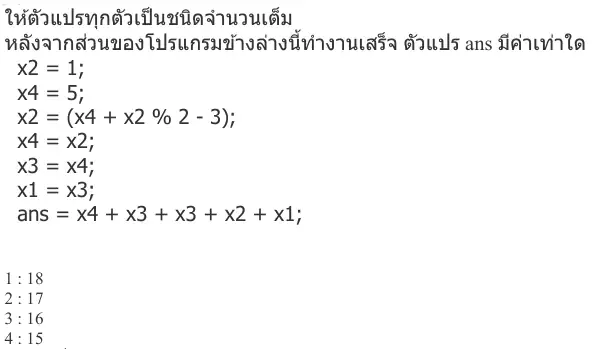 ให้ตัวแปรทุกตัวเป็นชนิดจำนวนเต็ม
หลังจากส่วนของโปรแกรมข้างล่างนี้ทำงานเสร็จ ตัวแปร ans มีค่าเท่าใด
x2 = 1;
x4 = 5;
x2 = (x4 + x2 % 2 - 3);
x4 = x2;
x3 = x4;
x1 = x3;
ans = x4 + x3 + x3 + x2 + x1;
1 : 18
2 : 17
3 : 16
4 : 15